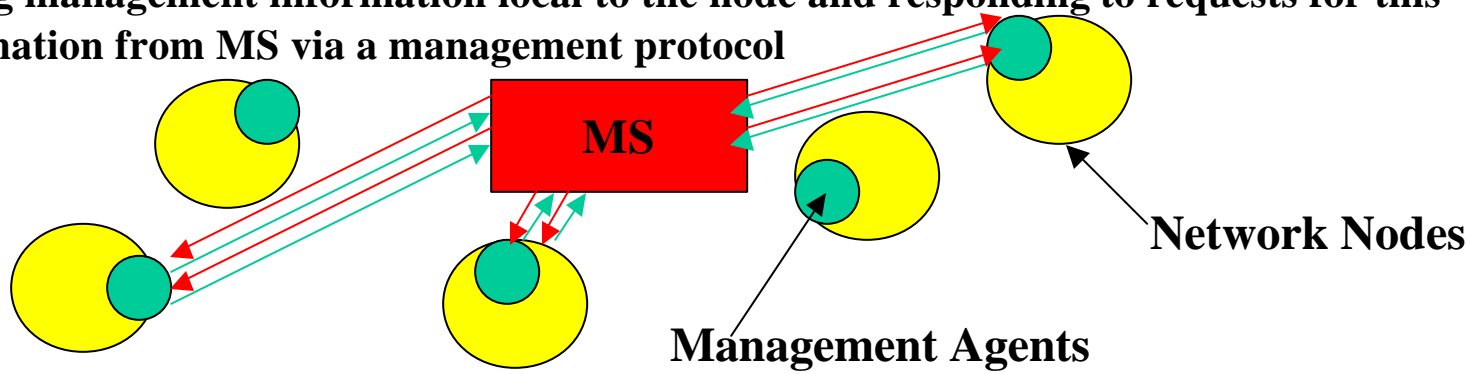 management information local to the node and responding to requests for this
from MS via a management protocol
MS
Network Nodes
Management Agents